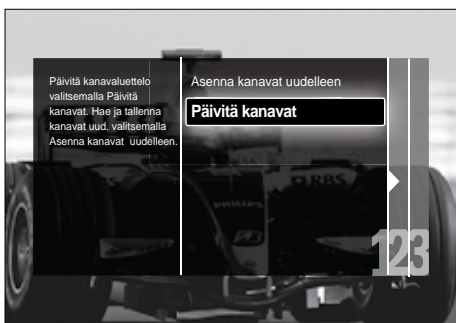 Päivitä kanavaluettelo
valitsemalla Päivitä
kanavat. Hae ja tallenna
kanavat uud. valitsemalla
Asenna kanavat uudelleen.
Asenna kanavat uudelleen
Päivitä kanavat
RBS
PHILIPS
123